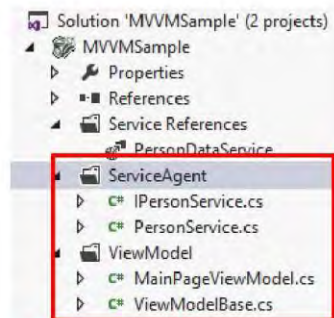 Solution 'MVVMSample' (2 projects)
MVVMSample
Properties
References
Service References
PersonDataService
ServiceAgent
C# IPersonService.cs
C# PersonService.cs
ViewModel
C# MainPageViewModel.cs
C# ViewModelBase.cs